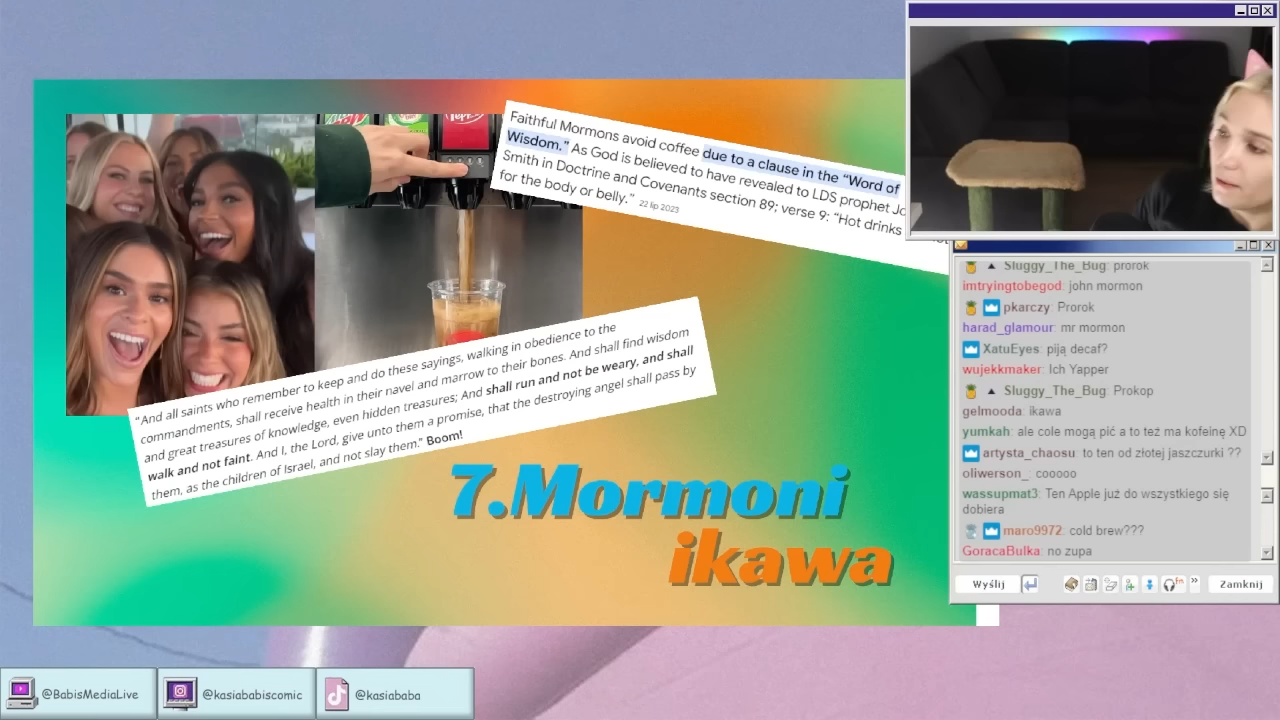 Faithful Mormons avoid coffee due to a clause in the “Word of
Wisdom.” As God is believed to have revealed to LDS prophet
Smith in Doctrine and Covenants section 89; verse 9: “Hot drinks
for the body or belly.” 22 lip 2023
“And all saints who remember to keep and do these sayings, walking in obedience to the
commandments, shall receive health in their navel and marrow to their bones. And shall find wisdom
and great treasures of knowledge, even hidden treasures; And shall run and not be weary, and shall
walk and not faint. And I, the Lord, give unto them a promise, that the destroying angel shall pass by
them, as the children of Israel, and not slay them.” Boom!
7.Mormoni
ikawa
Sluggy_The_Bug: prorok
imtryingtobegod: john mormon
pkarczy: Prorok
harad_glamour: mr mormon
XatuEyes: piją decaf?
wujekkmaker: Ich Yapper
Sluggy_The_Bug: Prokop
gelmooda: ikawa
yumkah: ale cole mogą pić a to też ma kofeinę XD
artysta_chaosu: to ten od złotej jaszczurki ??
oliwerson_: cooooo
wassupmat3: Ten Apple już do wszystkiego się
dobiera
maro9972: cold brew???
GoracaBulka: no zupa
Wyślij
fn
»
Zamknij
@BabisMediaLive
@kasiababiscomic
@kasiababa